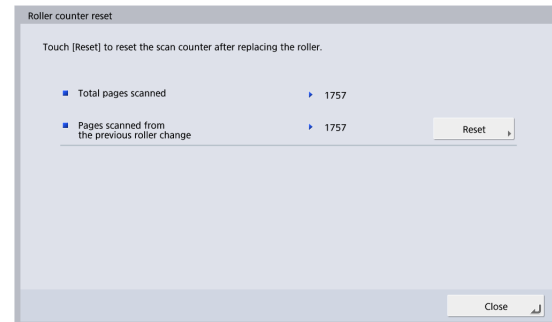 Roller counter reset
Touch [Reset] to reset the scan counter after replacing the roller.
Total pages scanned 1757
Pages scanned from
the previous roller change 1757 Reset
Close